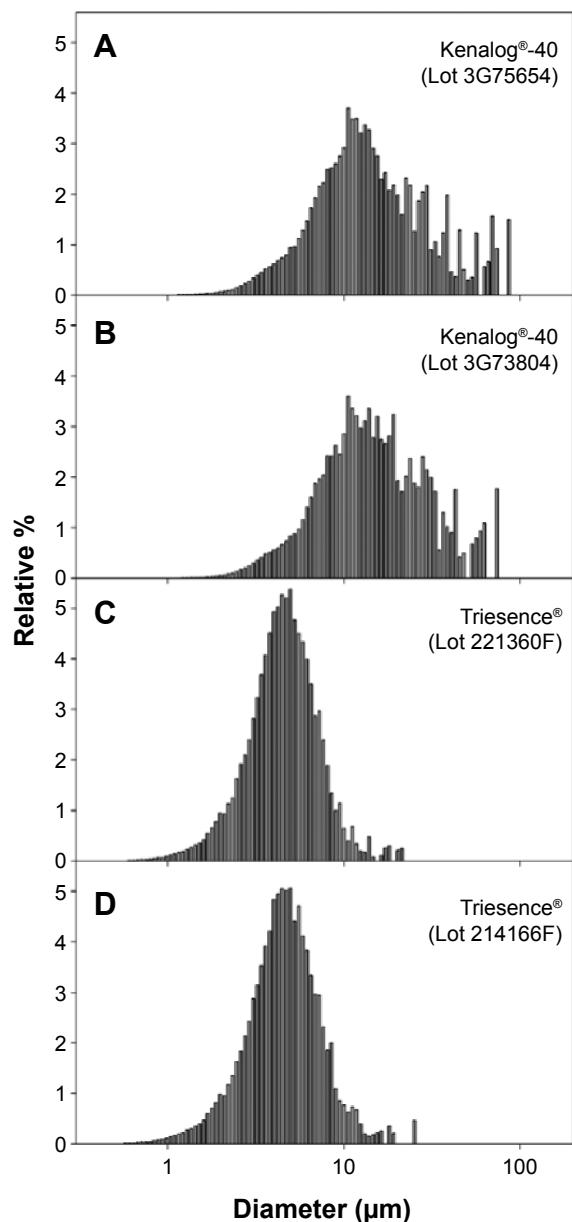 A
Kenalog®-40
(Lot 3G75654)
5
4
3
2
1
0
B
Kenalog®-40
(Lot 3G73804)
5
4
3
2
1
0
C
Triesence®
(Lot 221360F)
5
4
3
2
1
0
D
Triesence®
(Lot 214166F)
5
4
3
2
1
0
Relative %
1 10 100
Diameter (µm)